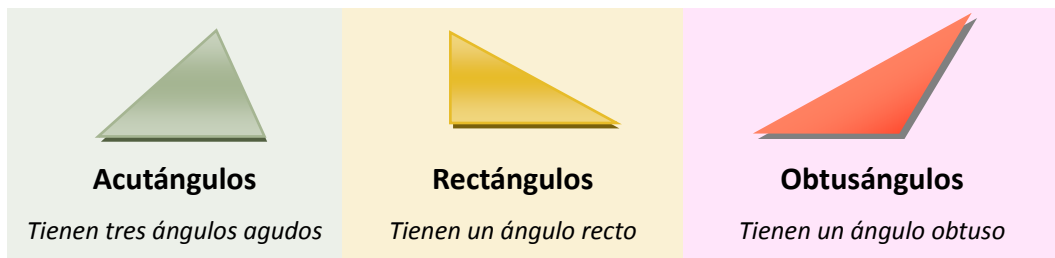 Acutángulos
Tienen tres ángulos agudos
Rectángulos
Tienen un ángulo recto
Obtusángulos
Tienen un ángulo obtuso